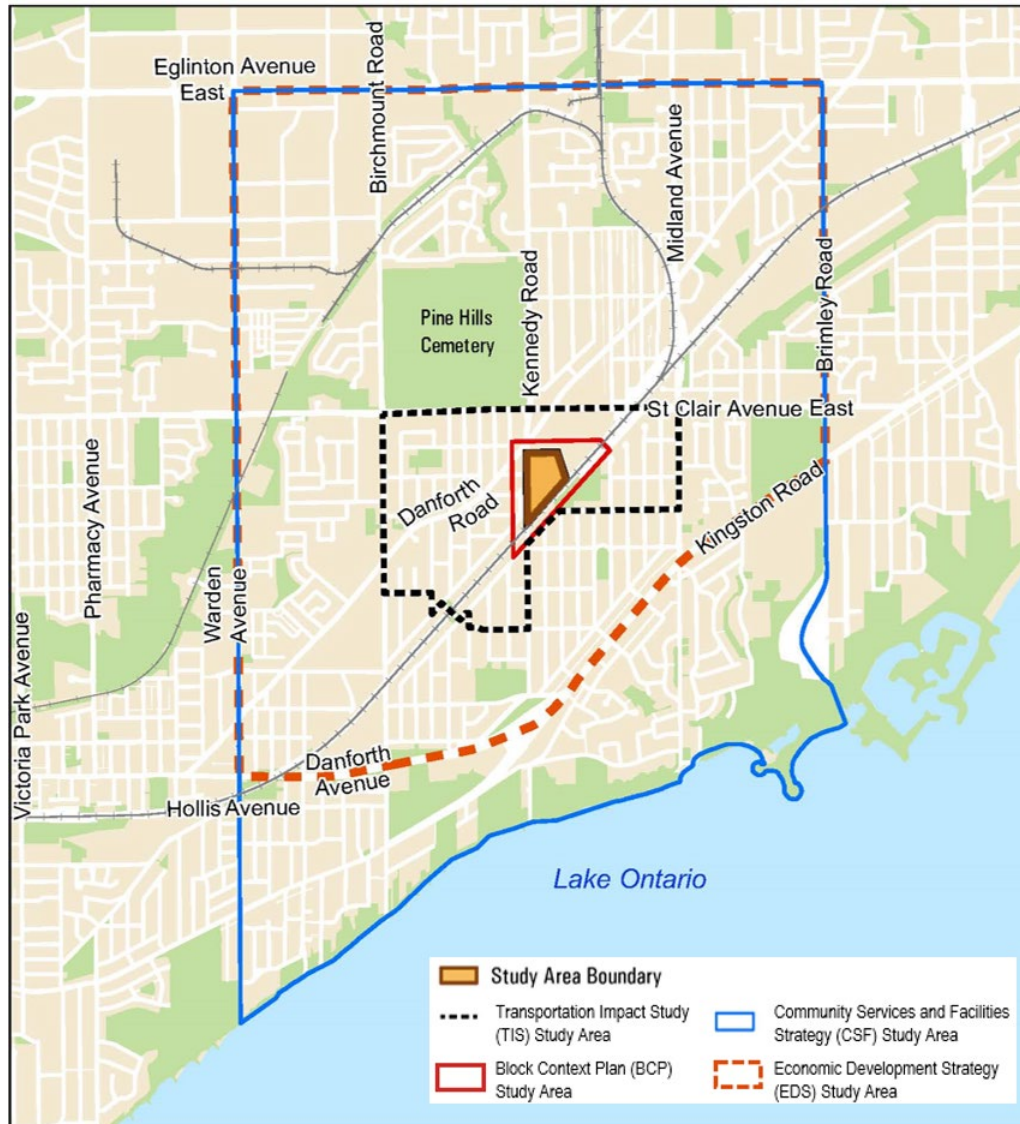 Eglinton Avenue
East
Birchmount Road
Midland Avenue
Kennedy Road
Brimley Road
Pine Hills
Cemetery
St Clair Avenue East
Danforth
Road
Kingston Road
Pharmacy Avenue
Warden
Avenue
Victoria Park Avenue
Danforth
Avenue
Hollis Avenue
Lake Ontario
Study Area Boundary
Transportation Impact Study
(TIS) Study Area
Community Services and Facilities
Strategy (CSF) Study Area
Block Context Plan (BCP)
Study Area
Economic Development Strategy
(EDS) Study Area